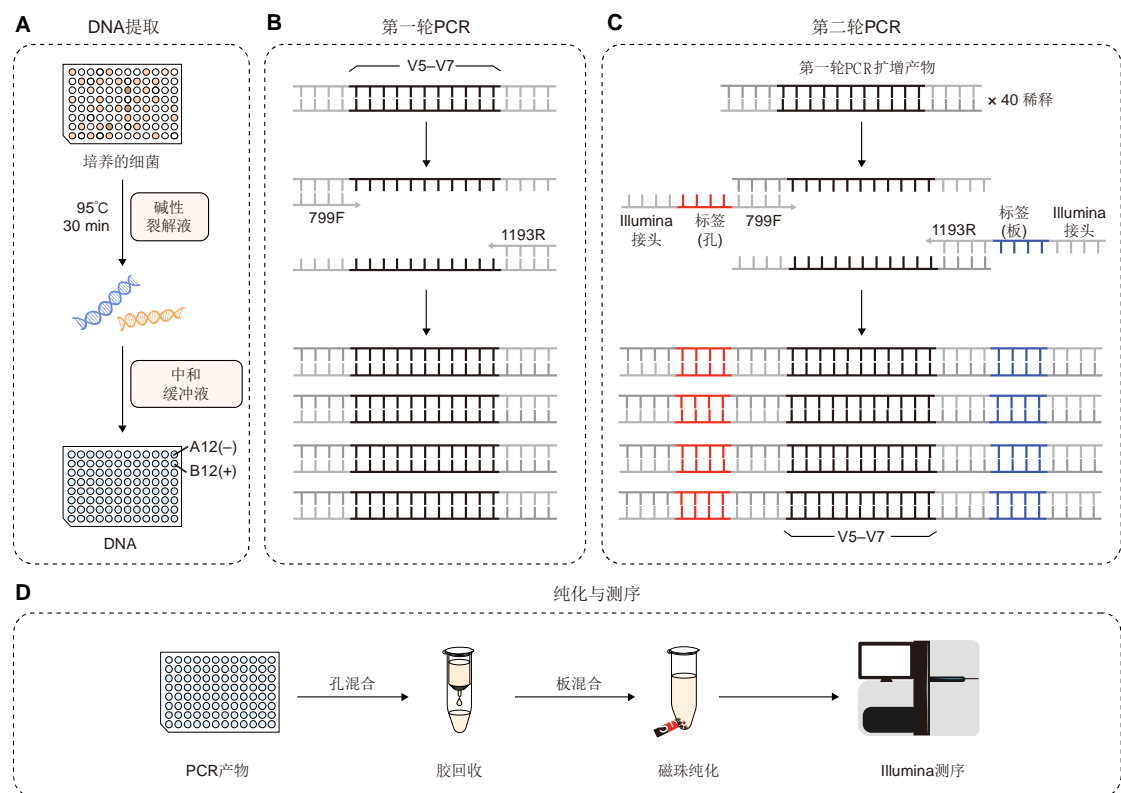 A
DNA提取
培养的细菌
95℃
30 min
碱性
裂解液
中和
缓冲液
A12(–)
B12(+)
DNA
B
第一轮PCR
V5–V7
799F
1193R
C
第二轮PCR
第一轮PCR扩增产物
× 40 稀释
Illumina
接头
标签
(孔)
799F
1193R
标签
(板)
Illumina
接头
V5–V7
D
纯化与测序
孔混合
板混合
PCR产物
胶回收
磁珠纯化
Illumina测序